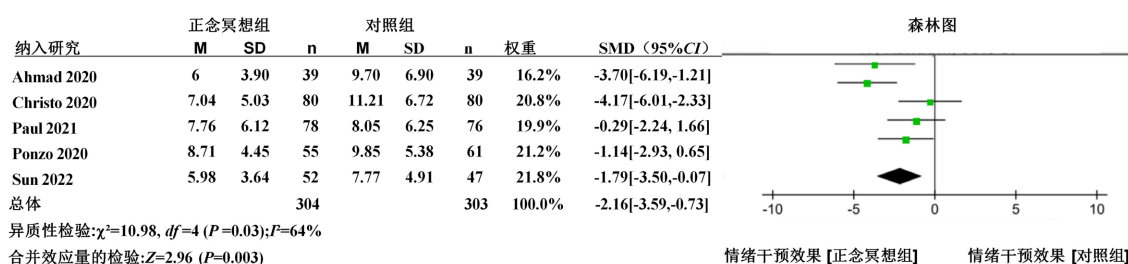 正念冥想组 对照组 森林图
纳入研究 M SD n M SD n 权重 SMD（95%CI）
Ahmad 2020 6 3.90 39 9.70 6.90 39 16.2% -3.70[-6.19,-1.21]
Christo 2020 7.04 5.03 80 11.21 6.72 80 20.8% -4.17[-6.01,-2.33]
Paul 2021 7.76 6.12 78 8.05 6.25 76 19.9% -0.29[-2.24, 1.66]
Ponzo 2020 8.71 4.45 55 9.85 5.38 61 21.2% -1.14[-2.93, 0.65]
Sun 2022 5.98 3.64 52 7.77 4.91 47 21.8% -1.79[-3.50,-0.07]
总体 304 303 100.0% -2.16[-3.59,-0.73]
-10 -5 0 5 10
异质性检验:χ²=10.98, df =4 (P =0.03);I²=64%
合并效应量的检验:Z=2.96 (P=0.003)
情绪干预效果 [正念冥想组] 情绪干预效果 [对照组]